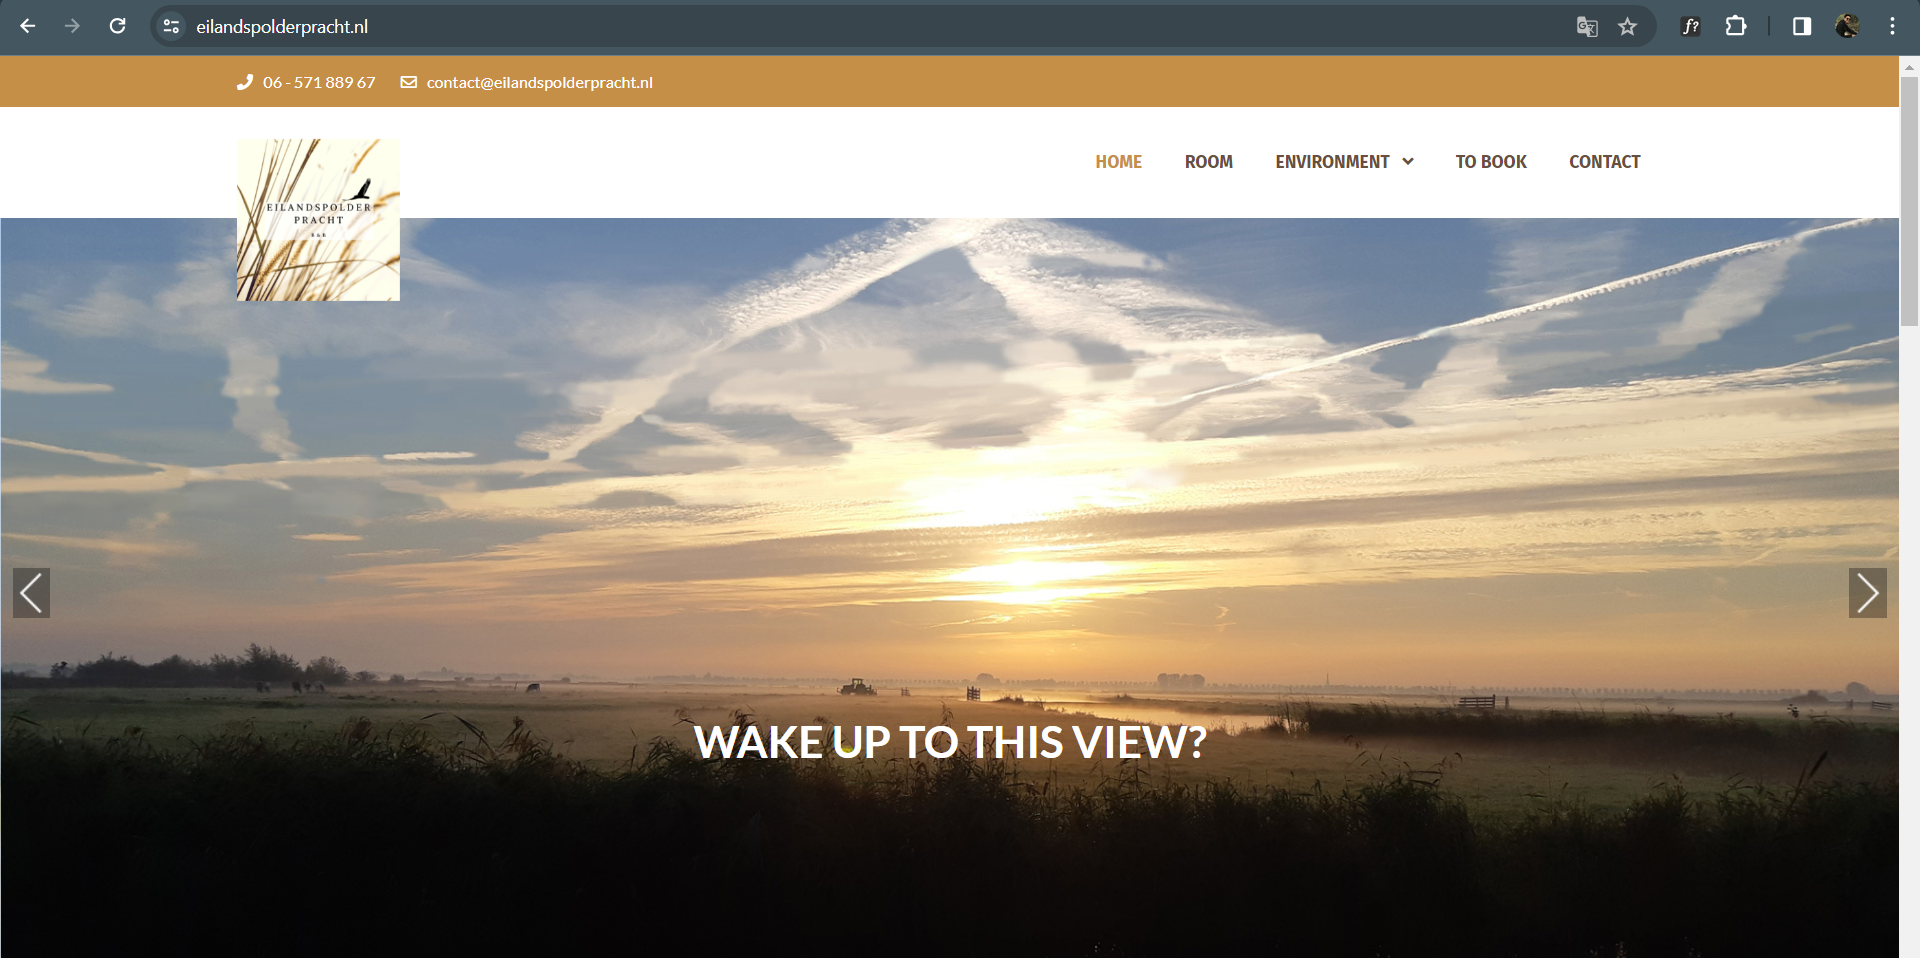 eilandspolderpracht.nl
06 - 571 889 67
contact@eilandspolderpracht.nl
EILANDSPOLDER
PRACHT
B&B
HOME
ROOM
ENVIRONMENT
TO BOOK
CONTACT
WAKE UP TO THIS VIEW?